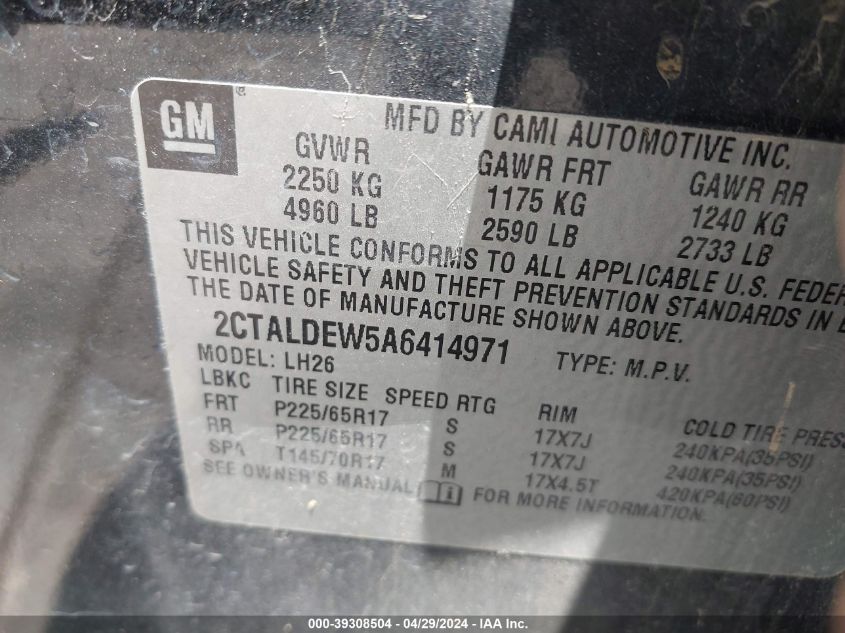 GM
MFD BY CAMI AUTOMOTIVE INC.
GVWR GAWR FRT GAWR RR
2250 KG 1175 KG 1240 KG
4960 LB 2590 LB 2733 LB
THIS VEHICLE CONFORMS TO ALL APPLICABLE U.S. FEDER
VEHICLE SAFETY AND THEFT PREVENTION STANDARDS IN E
THE DATE OF MANUFACTURE SHOWN ABOVE.
2CTALDEW5A6414971 TYPE: M.P.V.
MODEL: LH26
LBKC TIRE SIZE SPEED RTG RIM COLD TIRE PRESS
FRT P225/65R17 S 17X7J 240KPA(35PSI)
RR P225/65R17 S 17X7J 240KPA(35PSI)
SPA T145/70R17 M 17X4.5T 420KPA(60PSI)
SEE OWNER'S MANUAL FOR MORE INFORMATION.
000-39308504 - 04/29/2024 - IAA Inc.